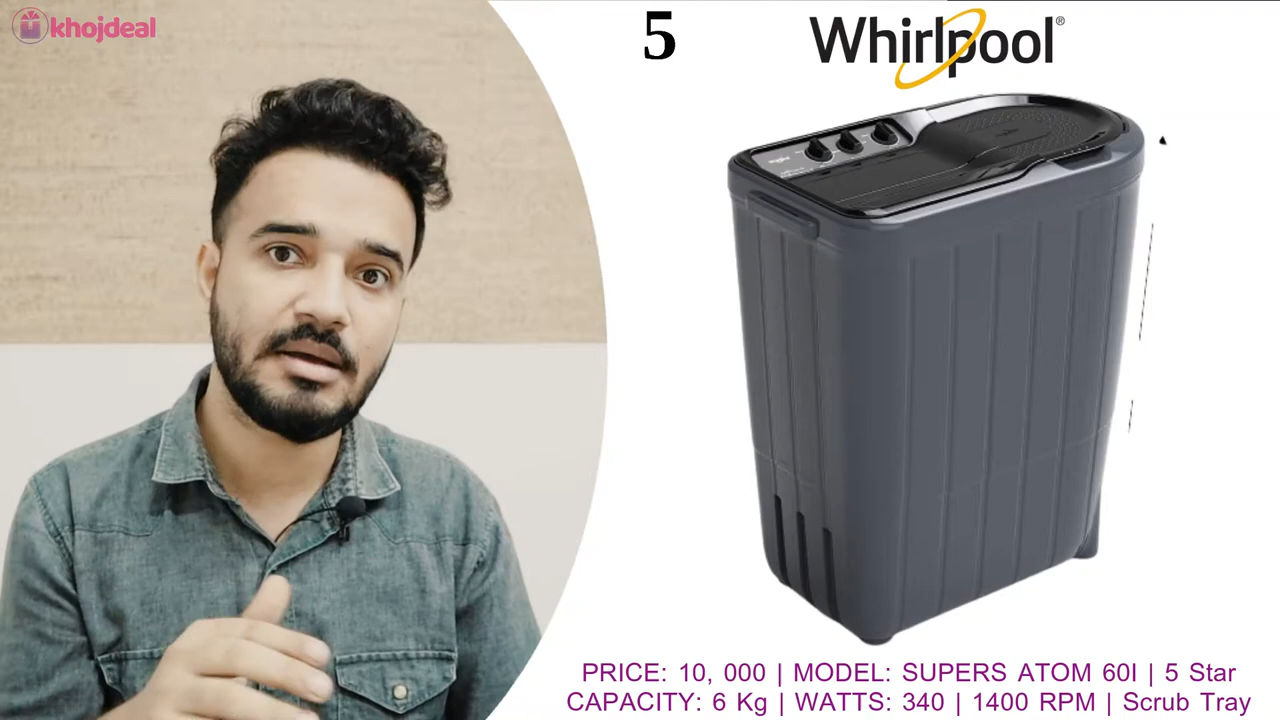 khojdeal
5
Whirlpool®
PRICE: 10, 000 | MODEL: SUPERS ATOM 60I | 5 Star
CAPACITY: 6 Kg | WATTS: 340 | 1400 RPM | Scrub Tray